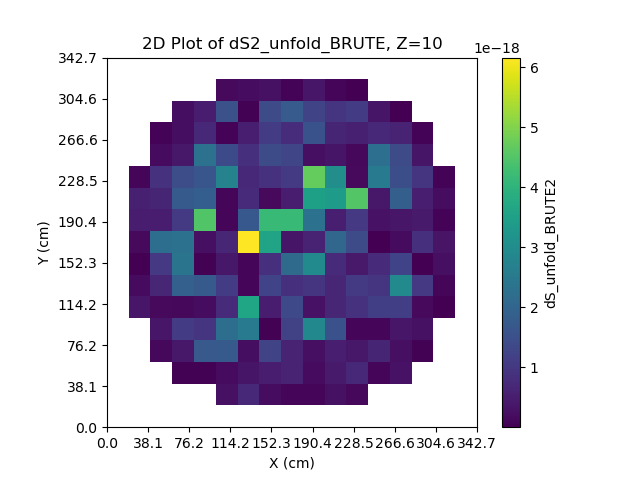 2D Plot of dS2_unfold_BRUTE, Z=10
1e−18
342.7
304.6
266.6
228.5
190.4
152.3
114.2
76.2
38.1
0.0
Y (cm)
0.0 38.1 76.2 114.2 152.3 190.4 228.5 266.6 304.6 342.7
X (cm)
6
5
4
3
2
1
dS_unfold_BRUTE2